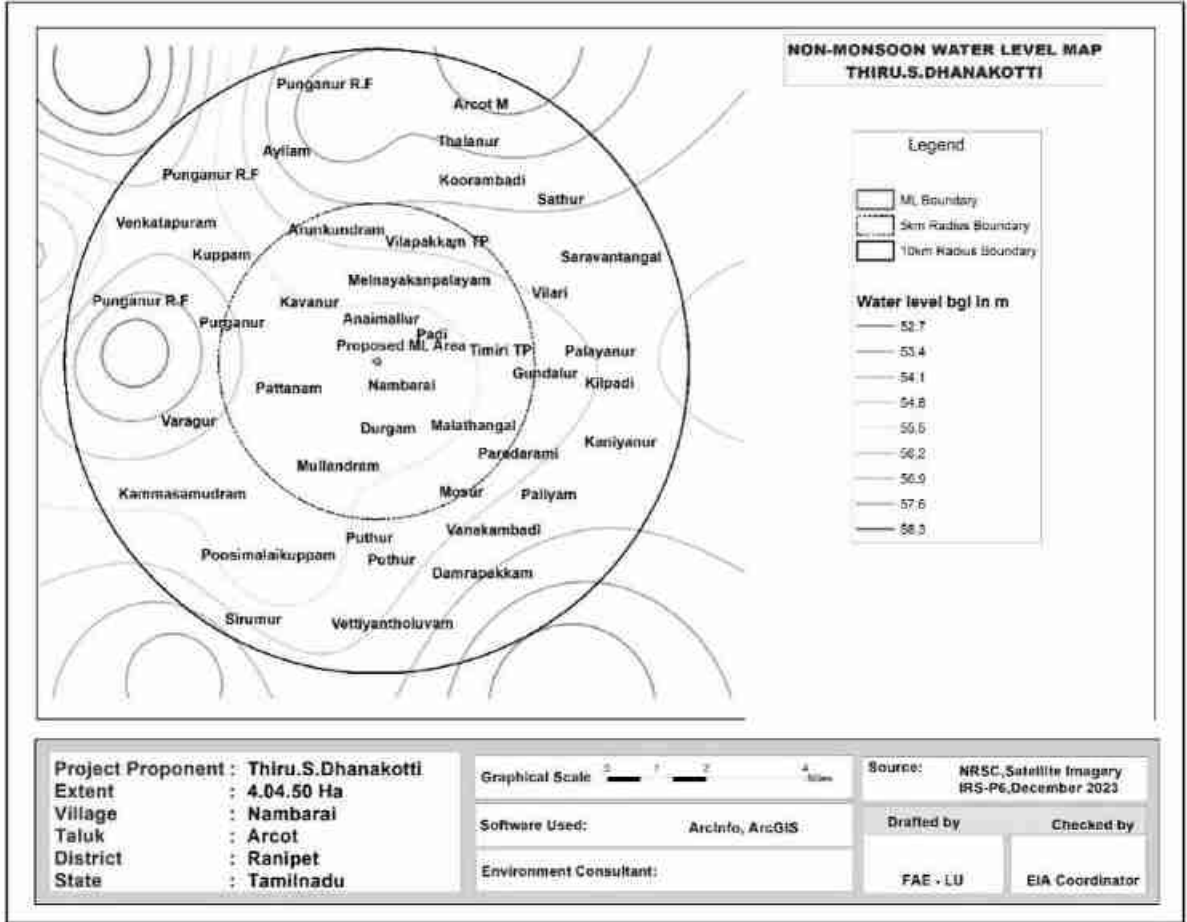 NON-MONSOON WATER LEVEL MAP
THIRU.S.DHANAKOTTI
Punganur R.F
Arcot M
Thalanur
Ayilam
Punganur R.F
Koorambadi
Sathur
Venkatapuram
Arunkundram
Vilapakkam TP
Kuppam
Saravantangal
Melnayakanpalayam
Vilari
Punganur R.F
Kavanur
Purganur
Anaimallur
Padi
Proposed ML Area
Timiri TP
Palayanur
Gundalur
Kilpadi
Pattanam
Nambarai
Varagur
Durgam
Malathangal
Kaniyanur
Paradarami
Mullandram
Kammasamudram
Mosur
Paliyam
Vanakambadi
Puthur
Poosimalaikuppam
Pothur
Damrapakkam
Sirumur
Vettiyantholuvam
Legend
ML Boundary
5km Radius Boundary
10km Radius Boundary
Water level bgl in m
52.7
53.4
54.1
54.8
55.5
56.2
56.9
57.6
58.3
Project Proponent : Thiru.S.Dhanakotti
Extent : 4.04.50 Ha
Village : Nambarai
Taluk : Arcot
District : Ranipet
State : Tamilnadu
Graphical Scale
2
4
Software Used: ArcInfo, ArcGIS
Environment Consultant:
Source: NRSC,Satellite Imagery
IRS-P6,December 2023
Drafted by
Checked by
FAE - LU
EIA Coordinator